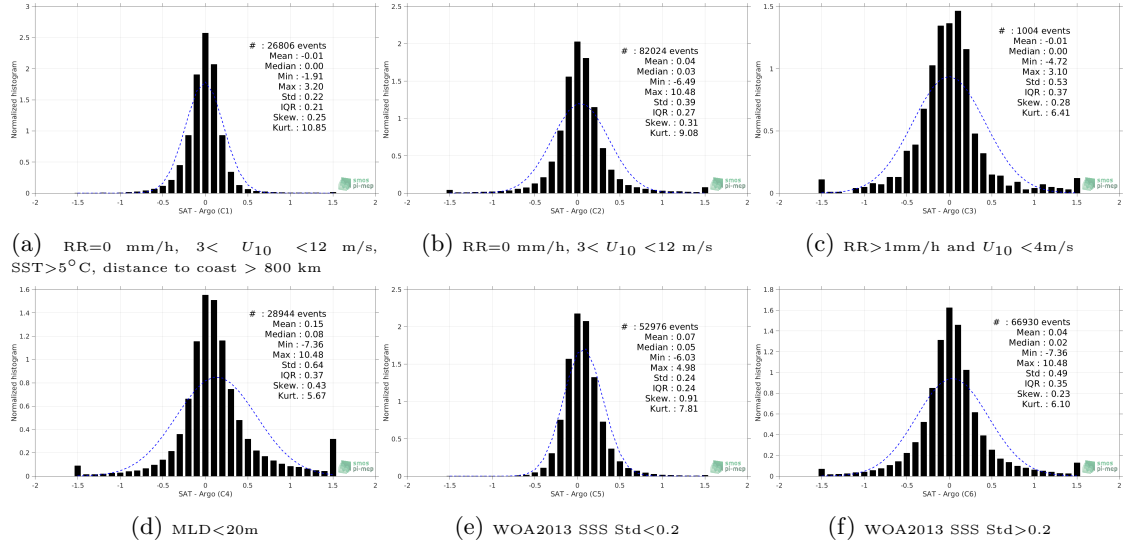 3
2.5
2
1.5
1
0.5
0
Normalized histogram
# : 26806 events
Mean : -0.01
Median : 0.00
Min : -1.91
Max : 3.20
Std : 0.22
IQR : 0.21
Skew. : 0.25
Kurt. : 10.85
smos
pi-mep
-2 -1.5 -1 -0.5 0 0.5 1 1.5 2
SAT - Argo (C1)
(a) RR=0 mm/h, 3< U10 <12 m/s,
SST>5°C, distance to coast > 800 km
2.5
2
1.5
1
0.5
0
Normalized histogram
# : 82024 events
Mean : 0.04
Median : 0.03
Min : -6.49
Max : 10.48
Std : 0.39
IQR : 0.27
Skew. : 0.31
Kurt. : 9.08
smos
pi-mep
-2 -1.5 -1 -0.5 0 0.5 1 1.5 2
SAT - Argo (C2)
(b) RR=0 mm/h, 3< U10 <12 m/s
1.5
1
0.5
0
Normalized histogram
# : 1004 events
Mean : -0.01
Median : 0.00
Min : -4.72
Max : 3.10
Std : 0.53
IQR : 0.37
Skew. : 0.28
Kurt. : 6.41
smos
pi-mep
-2 -1.5 -1 -0.5 0 0.5 1 1.5 2
SAT - Argo (C3)
(c) RR>1mm/h and U10 <4m/s
1.6
1.4
1.2
1
0.8
0.6
0.4
0.2
0
Normalized histogram
# : 28944 events
Mean : 0.15
Median : 0.08
Min : -7.36
Max : 10.48
Std : 0.64
IQR : 0.37
Skew. : 0.43
Kurt. : 5.67
smos
pi-mep
-2 -1.5 -1 -0.5 0 0.5 1 1.5 2
SAT - Argo (C4)
(d) MLD<20m
2.5
2
1.5
1
0.5
0
Normalized histogram
# : 52976 events
Mean : 0.07
Median : 0.05
Min : -6.03
Max : 4.98
Std : 0.24
IQR : 0.24
Skew. : 0.91
Kurt. : 7.81
smos
pi-mep
-2 -1.5 -1 -0.5 0 0.5 1 1.5 2
SAT - Argo (C5)
(e) WOA2013 SSS Std<0.2
1.8
1.6
1.4
1.2
1
0.8
0.6
0.4
0.2
0
Normalized histogram
# : 66930 events
Mean : 0.04
Median : 0.02
Min : -7.36
Max : 10.48
Std : 0.49
IQR : 0.35
Skew. : 0.23
Kurt. : 6.10
smos
pi-mep
-2 -1.5 -1 -0.5 0 0.5 1 1.5 2
SAT - Argo (C6)
(f) WOA2013 SSS Std>0.2